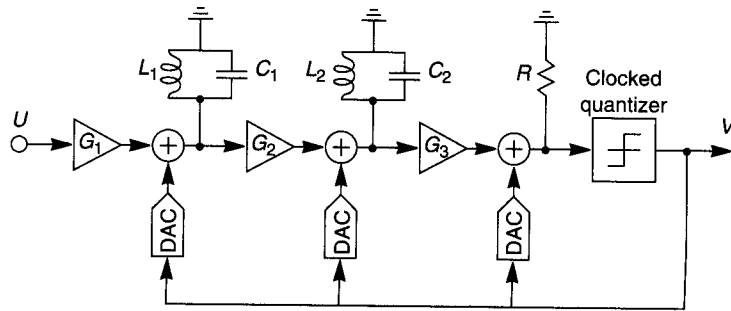 L1
C1
L2
C2
R
Clocked
quantizer
U
G1
G2
G3
V
DAC
DAC
DAC